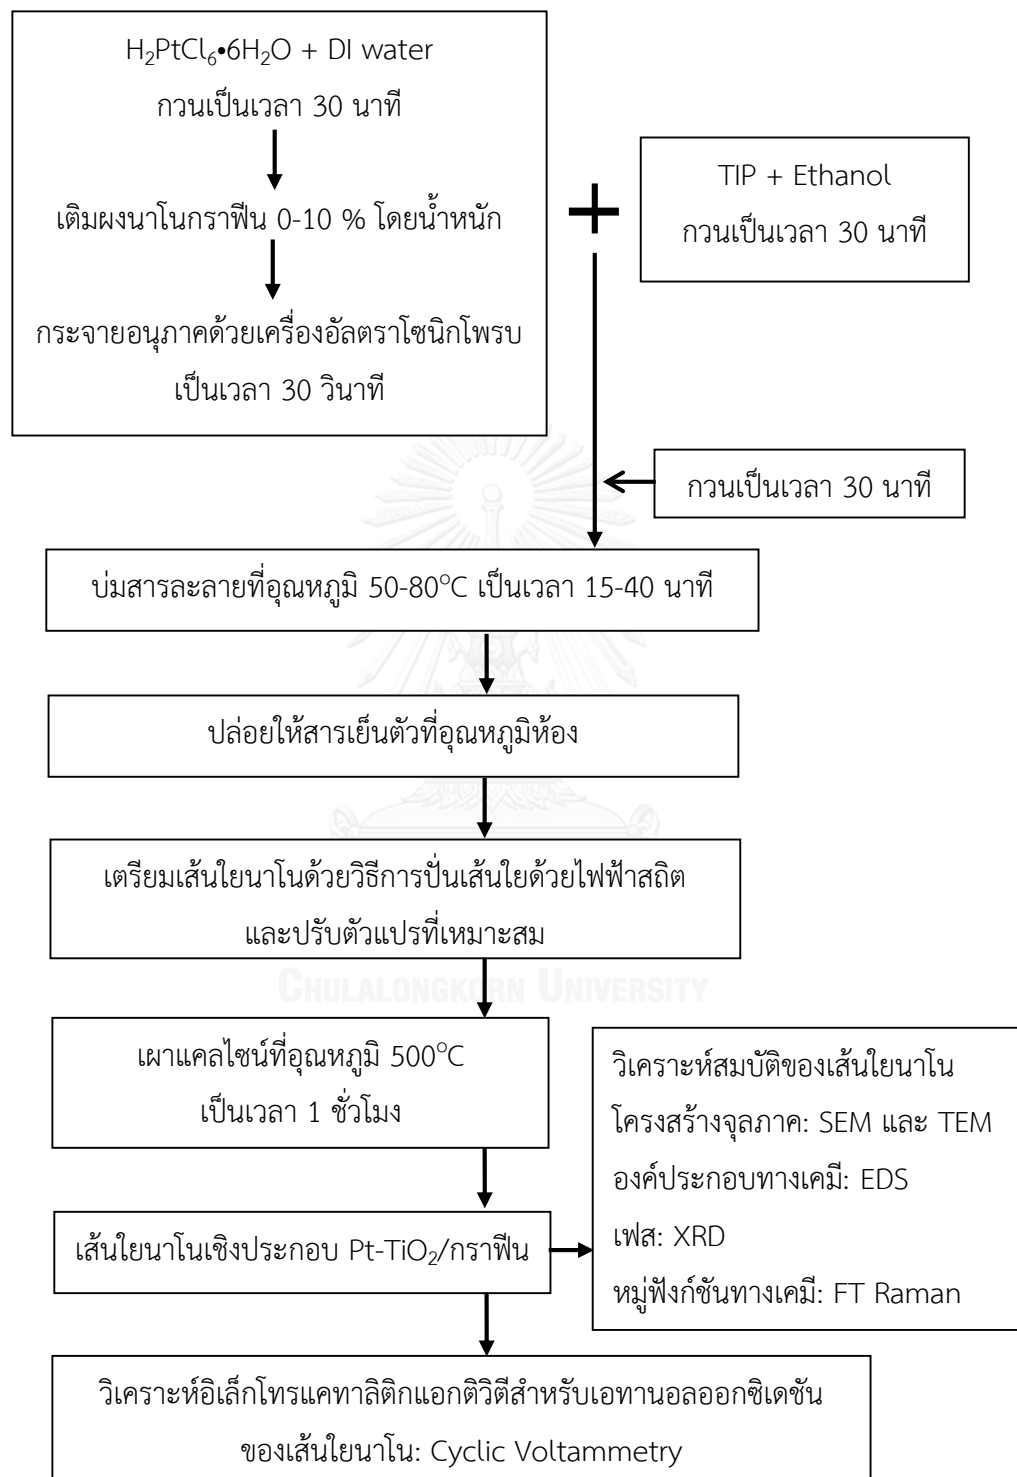 H₂PtCl₆•6H₂O + DI water
กวนเป็นเวลา 30 นาที
เติมผงนาโนกราฟีน 0-10 % โดยน้ำหนัก
กระจายอนุภาคด้วยเครื่องอัลตราโซนิกโพรบ
เป็นเวลา 30 วินาที
+
TIP + Ethanol
กวนเป็นเวลา 30 นาที
กวนเป็นเวลา 30 นาที
บ่มสารละลายที่อุณหภูมิ 50-80°C เป็นเวลา 15-40 นาที
ปล่อยให้สารเย็นตัวที่อุณหภูมิห้อง
เตรียมเส้นใยนาโนด้วยวิธีการปั่นเส้นใยด้วยไฟฟ้าสถิต
และปรับตัวแปรที่เหมาะสม
CHULALONGKORN UNIVERSITY
เผาแคลไซน์ที่อุณหภูมิ 500°C
เป็นเวลา 1 ชั่วโมง
เส้นใยนาโนเชิงประกอบ Pt-TiO₂/กราฟีน
วิเคราะห์สมบัติของเส้นใยนาโน
โครงสร้างจุลภาค: SEM และ TEM
องค์ประกอบทางเคมี: EDS
เฟส: XRD
หมู่ฟังก์ชันทางเคมี: FT Raman
วิเคราะห์อิเล็กโทรแคทาลิติกแอกติวิตีสำหรับเอทานอลออกซิเดชัน
ของเส้นใยนาโน: Cyclic Voltammetry